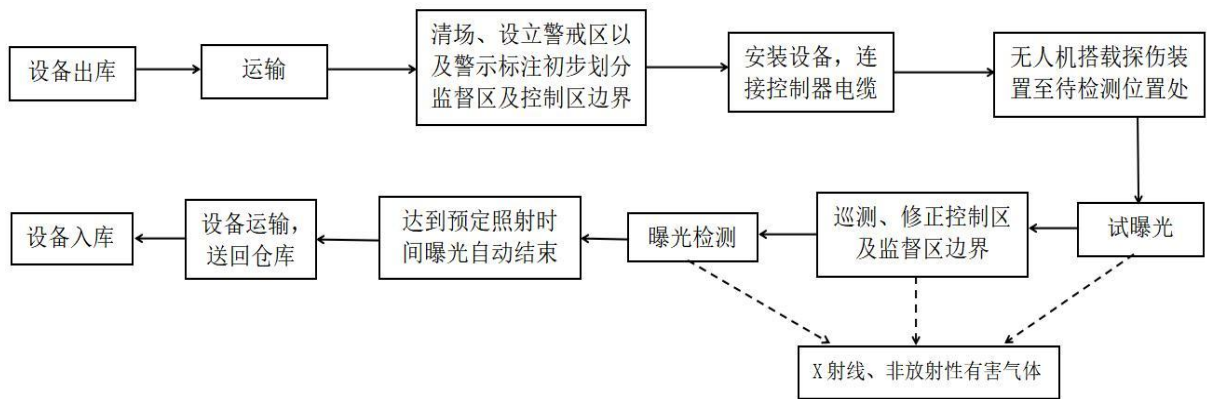 设备出库
运输
清场、设立警戒区以
及警示标注初步划分
监督区及控制区边界
安装设备，连
接控制器电缆
无人机搭载探伤装
置至待检测位置处
试曝光
巡测、修正控制区
及监督区边界
曝光检测
达到预定照射时
间曝光自动结束
设备运输，
送回仓库
设备入库
X射线、非放射性有害气体